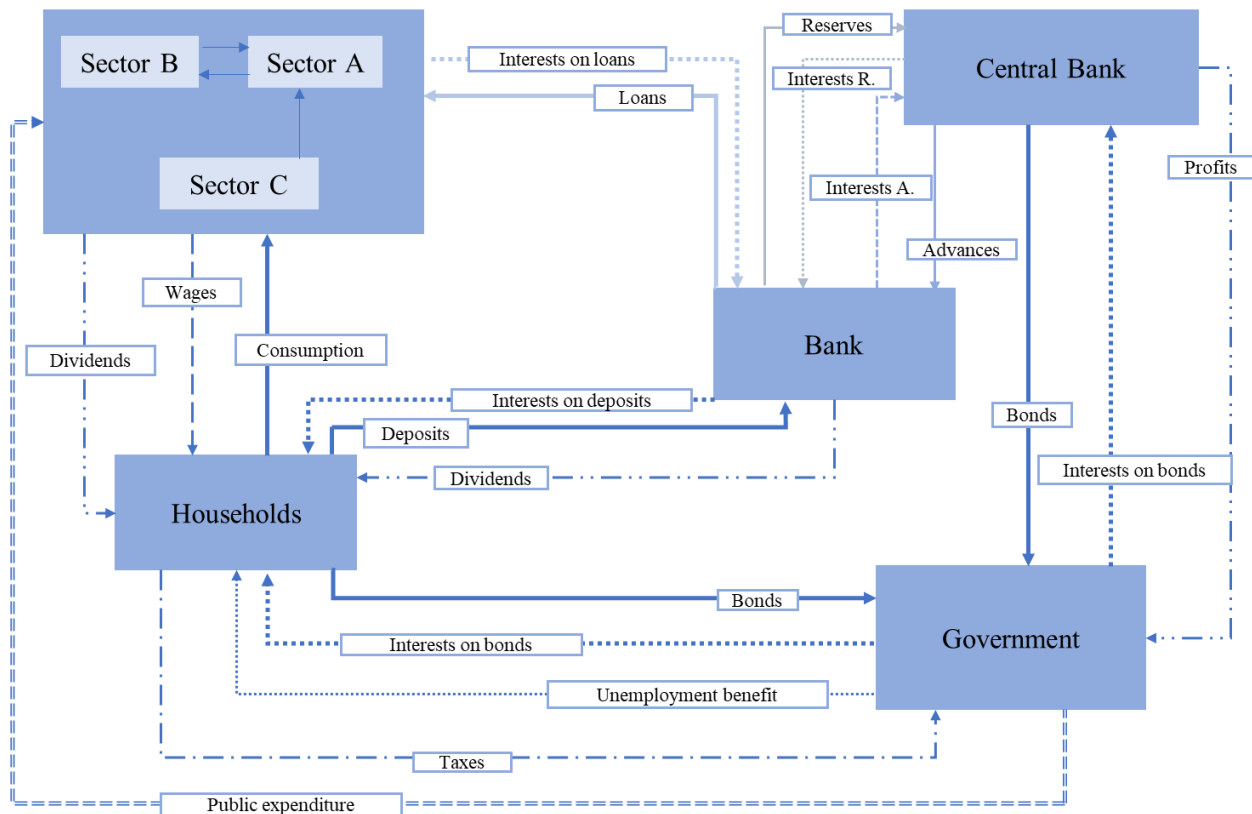 Reserves
Interests on loans
Sector B
Sector A
Central Bank
Interests R.
Loans
Profits
Sector C
Interests A.
Advances
Wages
Bank
Consumption
Dividends
Interests on deposits
Bonds
Deposits
Interests on bonds
Dividends
Households
Bonds
Government
Interests on bonds
Unemployment benefit
Taxes
Public expenditure